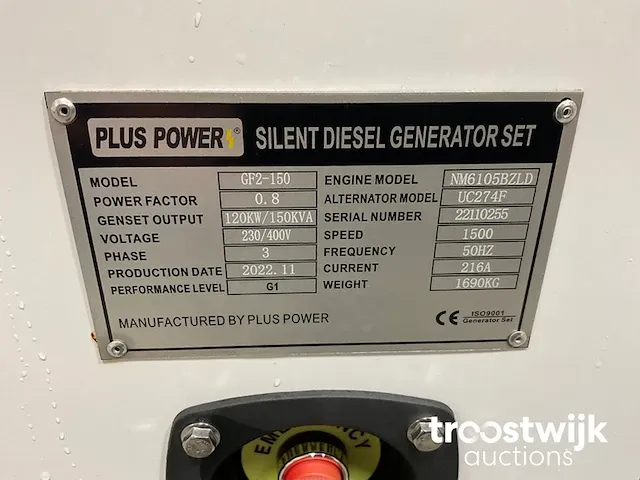 PLUS POWER® SILENT DIESEL GENERATOR SET
MODEL GF2-150
POWER FACTOR 0.8
GENSET OUTPUT 120KW/150KVA
VOLTAGE 230/400V
PHASE 3
PRODUCTION DATE 2022.11
PERFORMANCE LEVEL G1
ENGINE MODEL NM6105BZLD
ALTERNATOR MODEL UC274F
SERIAL NUMBER 22110255
SPEED 1500
FREQUENCY 50HZ
CURRENT 216A
WEIGHT 1690KG
MANUFACTURED BY PLUS POWER
CE ISO9001
Generator Set
EMERGENCY
troostwijk
auctions